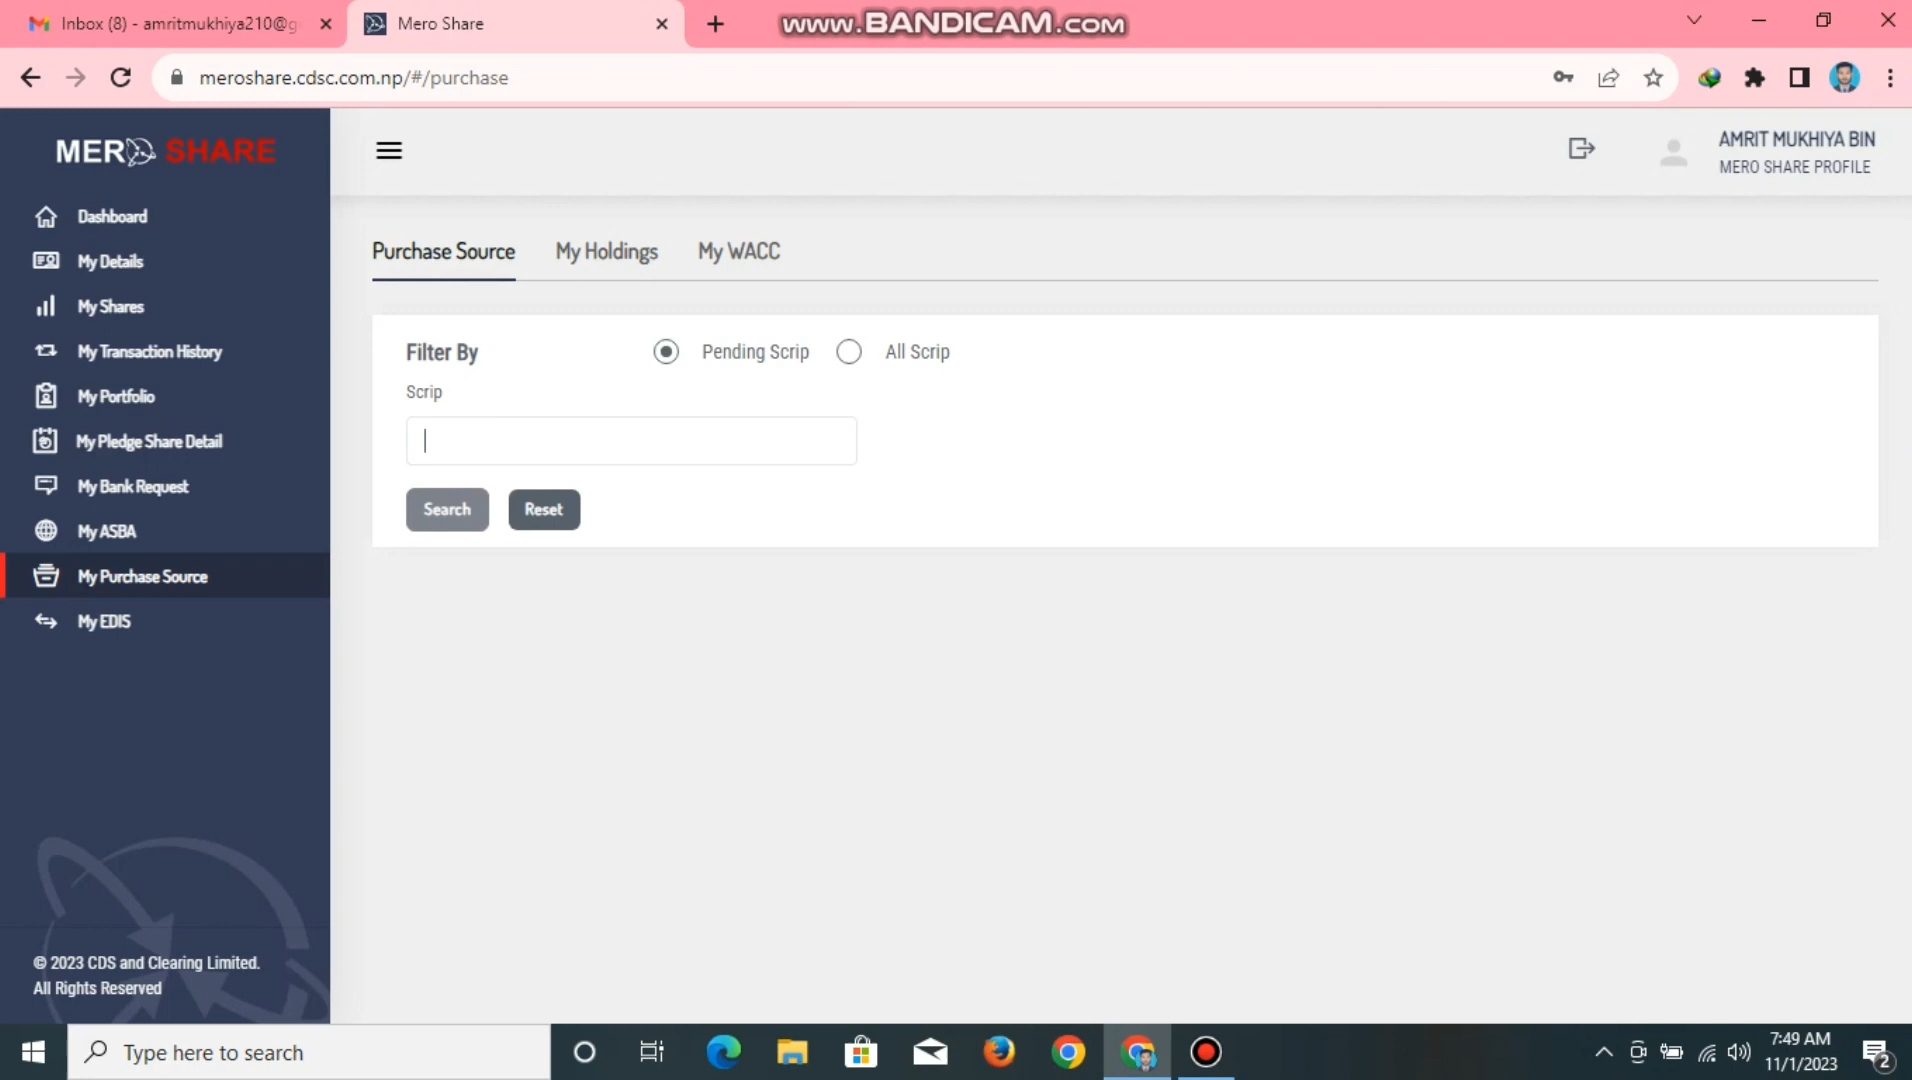 Inbox (8) - amritmukhiya210@g
Mero Share
www.BANDICAM.com
meroshare.cdsc.com.np/#/purchase
MERO SHARE
AMRIT MUKHIYA BIN
MERO SHARE PROFILE
Dashboard
My Details
My Shares
My Transaction History
My Portfolio
My Pledge Share Detail
My Bank Request
My ASBA
My Purchase Source
My EDIS
Purchase Source
My Holdings
My WACC
Filter By
Pending Scrip
All Scrip
Scrip
Search
Reset
© 2023 CDS and Clearing Limited.
All Rights Reserved
Type here to search
7:49 AM
11/1/2023
2